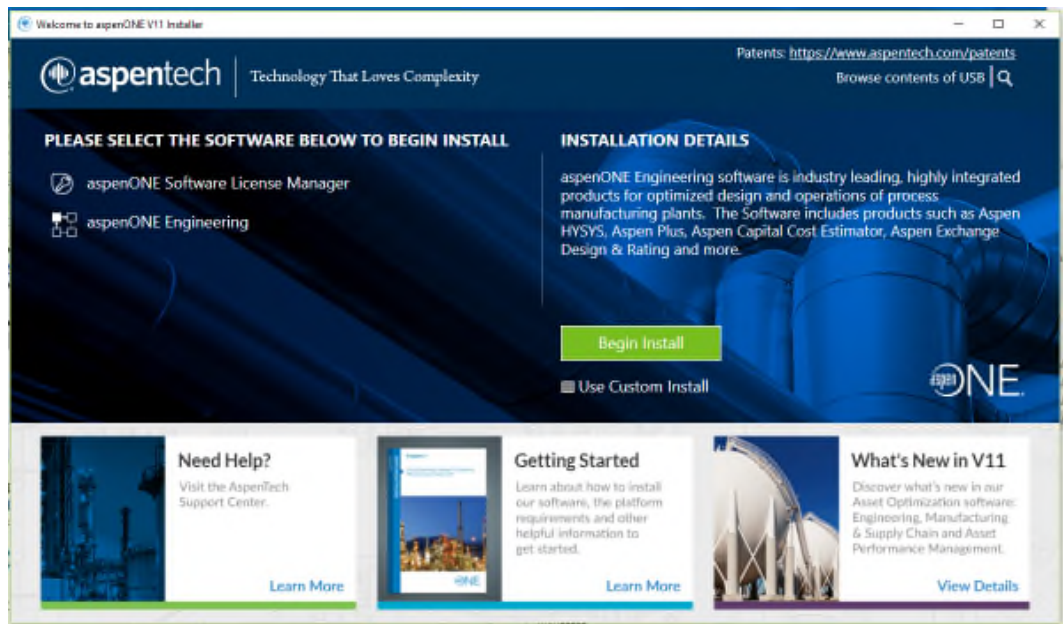 Welcome to aspenONE V11 Installer
Patents: https://www.aspentech.com/patents
aspentech
Technology That Loves Complexity
Browse contents of USB
PLEASE SELECT THE SOFTWARE BELOW TO BEGIN INSTALL
aspenONE Software License Manager
aspenONE Engineering
INSTALLATION DETAILS
aspenONE Engineering software is industry leading, highly integrated
products for optimized design and operations of process
manufacturing plants. The Software includes products such as Aspen
HYSYS, Aspen Plus, Aspen Capital Cost Estimator, Aspen Exchange
Design & Rating and more.
Begin Install
Use Custom Install
aspenONE
Need Help?
Visit the AspenTech
Support Center.
Learn More
Getting Started
Learn about how to install
our software, the platform
requirements and other
helpful information to
get started.
Learn More
What's New in V11
Discover what's new in our
Asset Optimization software:
Engineering, Manufacturing
& Supply Chain and Asset
Performance Management.
View Details